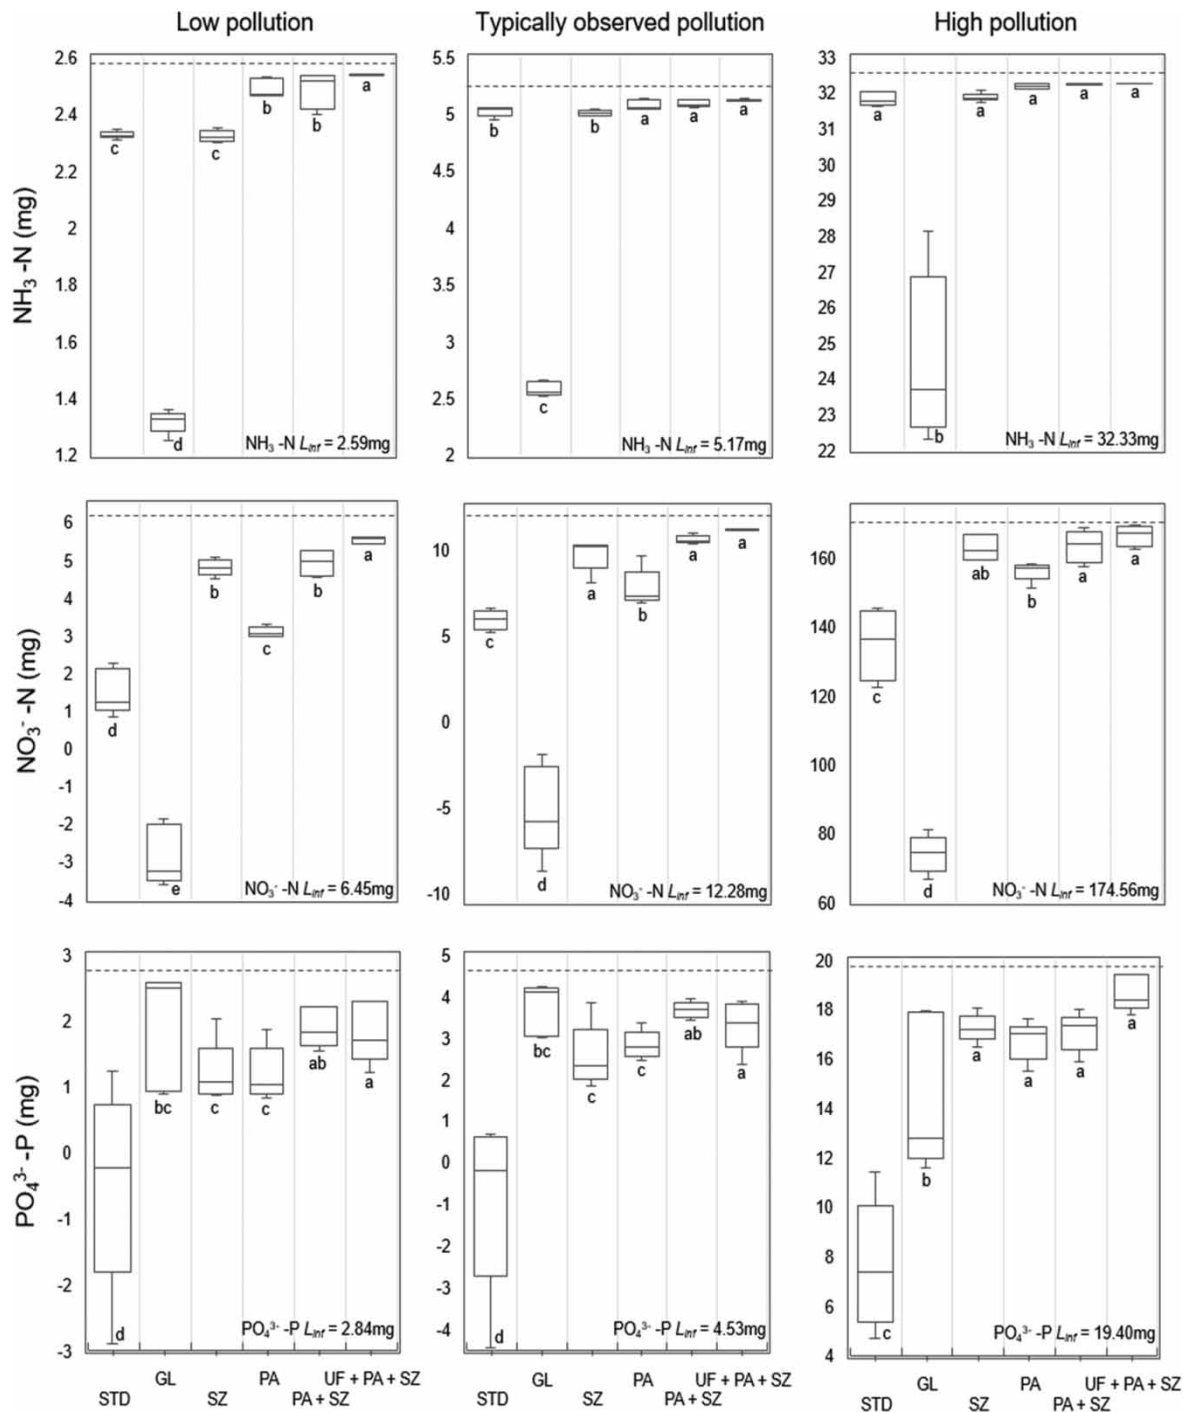 Low pollution
Typically observed pollution
High pollution
NH₃ -N (mg)
2.6
2.4
2.2
2
1.8
1.6
1.4
1.2
c
d
c
b
b
a
NH₃ -N Linf = 2.59mg
5.5
5
4.5
4
3.5
3
2.5
2
b
c
b
a
a
a
NH₃ -N Linf = 5.17mg
33
32
31
30
29
28
27
26
25
24
23
22
a
b
a
a
a
a
NH₃ -N Linf = 32.33mg
NO₃⁻ -N (mg)
6
5
4
3
2
1
0
-1
-2
-3
-4
d
e
b
c
b
a
NO₃⁻ -N Linf = 6.45mg
10
5
0
-5
-10
c
d
a
b
a
a
NO₃⁻ -N Linf = 12.28mg
160
140
120
100
80
60
c
d
ab
b
a
a
NO₃⁻ -N Linf = 174.56mg
PO₄³⁻ -P (mg)
3
2
1
0
-1
-2
-3
d
bc
c
c
ab
a
PO₄³⁻ -P Linf = 2.84mg
5
4
3
2
1
0
-1
-2
-3
-4
d
bc
c
c
ab
a
PO₄³⁻ -P Linf = 4.53mg
20
18
16
14
12
10
8
6
4
c
b
a
a
a
a
PO₄³⁻ -P Linf = 19.40mg
GL PA UF + PA + SZ
STD SZ PA + SZ
GL PA UF + PA + SZ
STD SZ PA + SZ
GL PA UF + PA + SZ
STD SZ PA + SZ